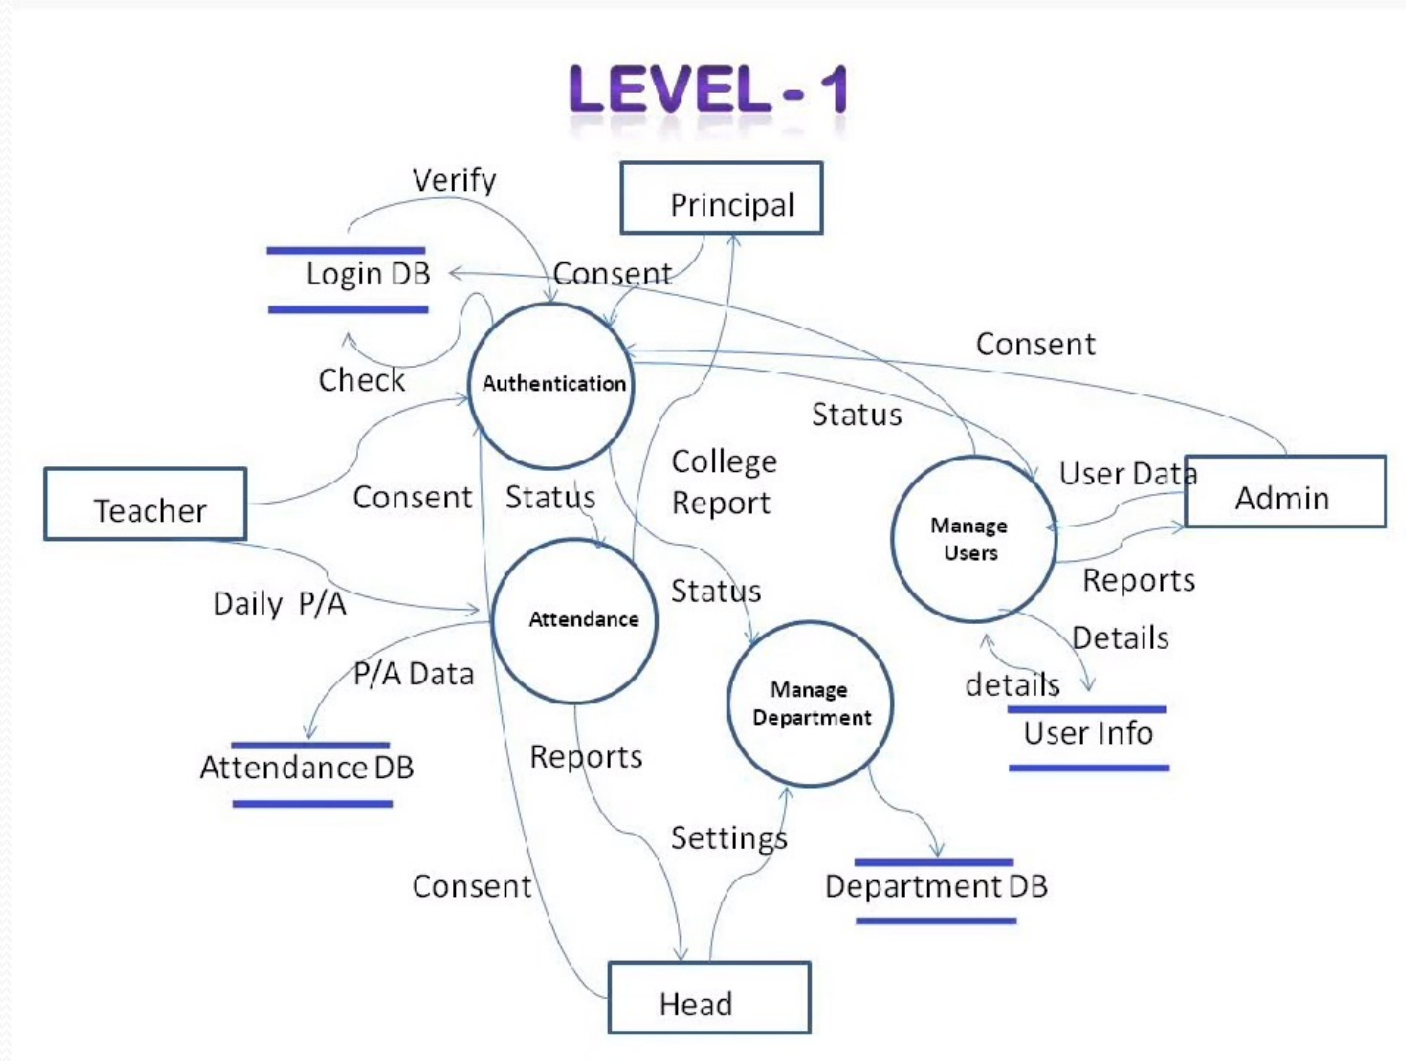 LEVEL - 1
Verify
Principal
Login DB
Consent
Consent
Check
Authentication
Status
College
Report
User Data
Admin
Teacher
Consent
Status
Manage
Users
Reports
Status
Daily P/A
Attendance
Details
P/A Data
details
Manage
Department
User Info
Attendance DB
Reports
Settings
Consent
Department DB
Head